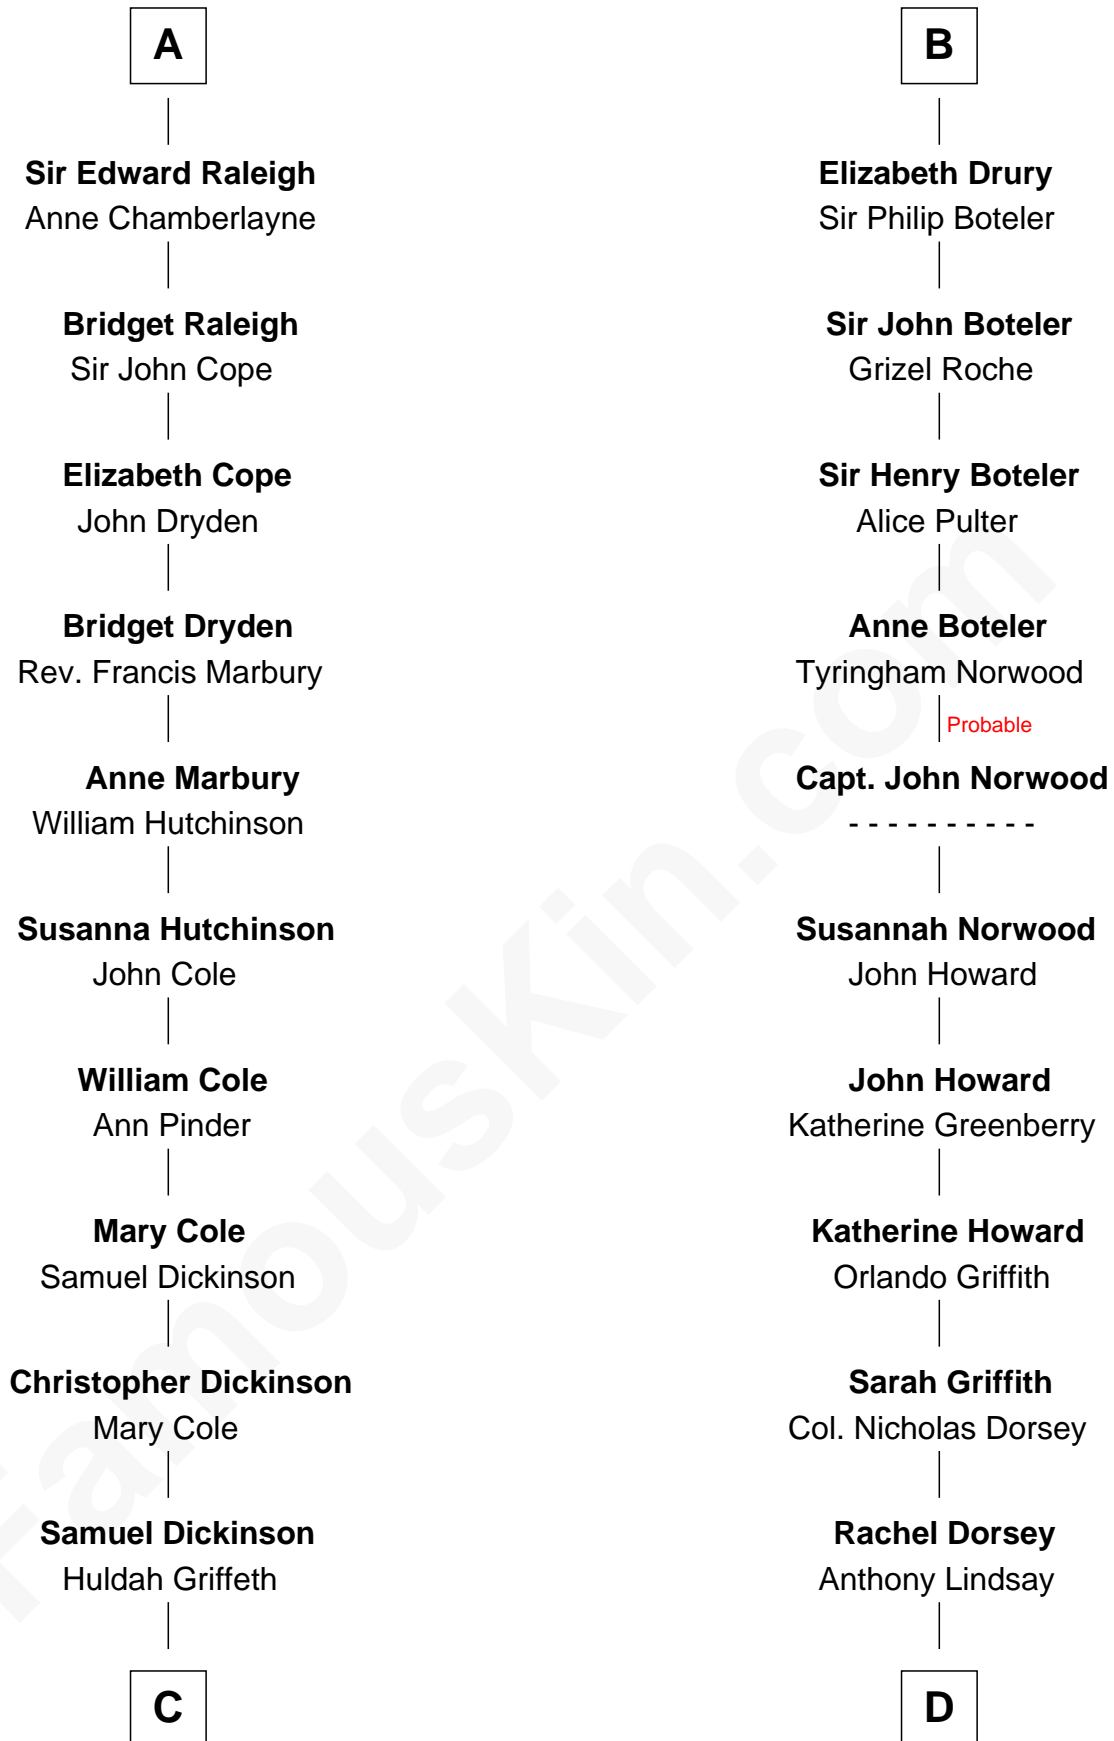 A
Sir Edward Raleigh
Anne Chamberlayne
Bridget Raleigh
Sir John Cope
Elizabeth Cope
John Dryden
Bridget Dryden
Rev. Francis Marbury
Anne Marbury
William Hutchinson
Susanna Hutchinson
John Cole
William Cole
Ann Pinder
Mary Cole
Samuel Dickinson
Christopher Dickinson
Mary Cole
Samuel Dickinson
Huldah Griffeth
C
B
Elizabeth Drury
Sir Philip Boteler
Sir John Boteler
Grizel Roche
Sir Henry Boteler
Alice Pulter
Anne Boteler
Tyringham Norwood
Probable
Capt. John Norwood
- - - - - - - - - -
Susannah Norwood
John Howard
John Howard
Katherine Greenberry
Katherine Howard
Orlando Griffith
Sarah Griffith
Col. Nicholas Dorsey
Rachel Dorsey
Anthony Lindsay
D
FamousKin.com